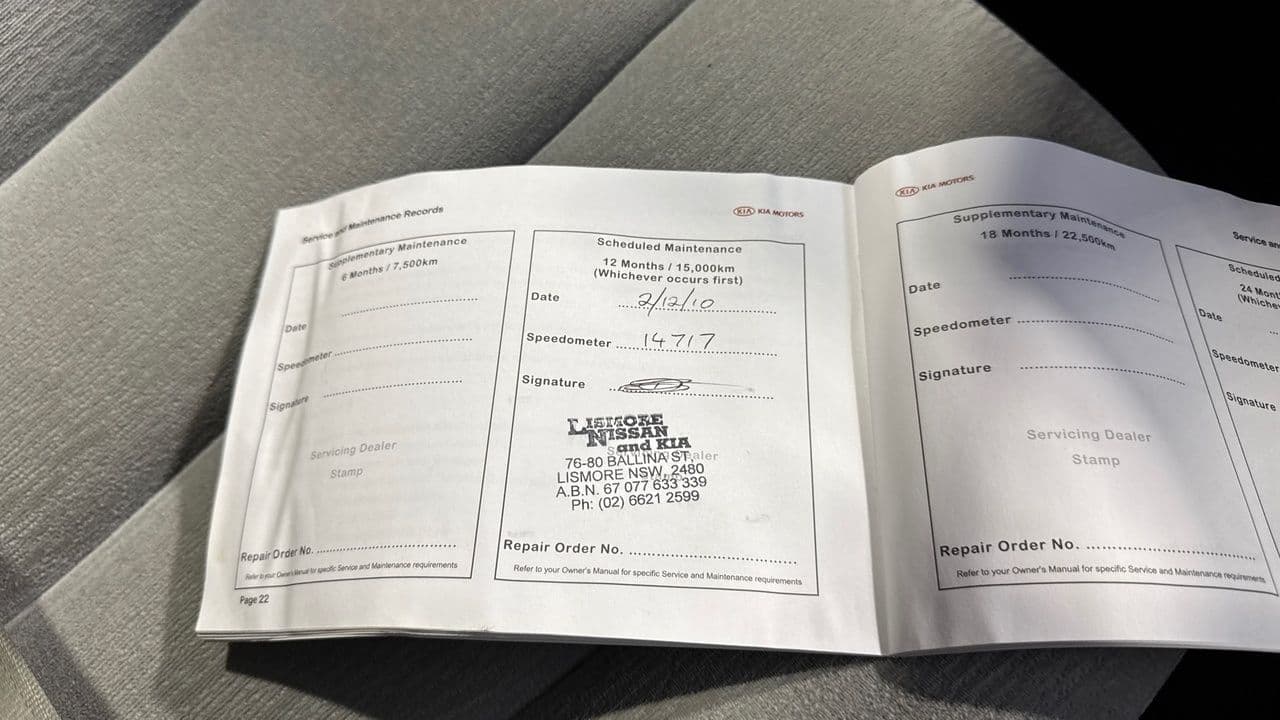 Service and Maintenance Records
Supplementary Maintenance
6 Months / 7,500km
Date
Speedometer
Signature
Servicing Dealer
Stamp
Repair Order No.
Refer to your Owner's Manual for specific Service and Maintenance requirements
Page 22
KIA KIA MOTORS
Scheduled Maintenance
12 Months / 15,000km
(Whichever occurs first)
Date 2/12/10
Speedometer 14717
Signature
LISMORE
NISSAN
and KIA
76-80 BALLINA ST,
LISMORE NSW, 2480
A.B.N. 67 077 633 339
Ph: (02) 6621 2599
Repair Order No.
Refer to your Owner's Manual for specific Service and Maintenance requirements
KIA KIA MOTORS
Supplementary Maintenance
18 Months / 22,500km
Date
Speedometer
Signature
Servicing Dealer
Stamp
Repair Order No.
Refer to your Owner's Manual for specific Service and Maintenance requirements
Service
Scheduled
24
Date
Speedometer
Signature